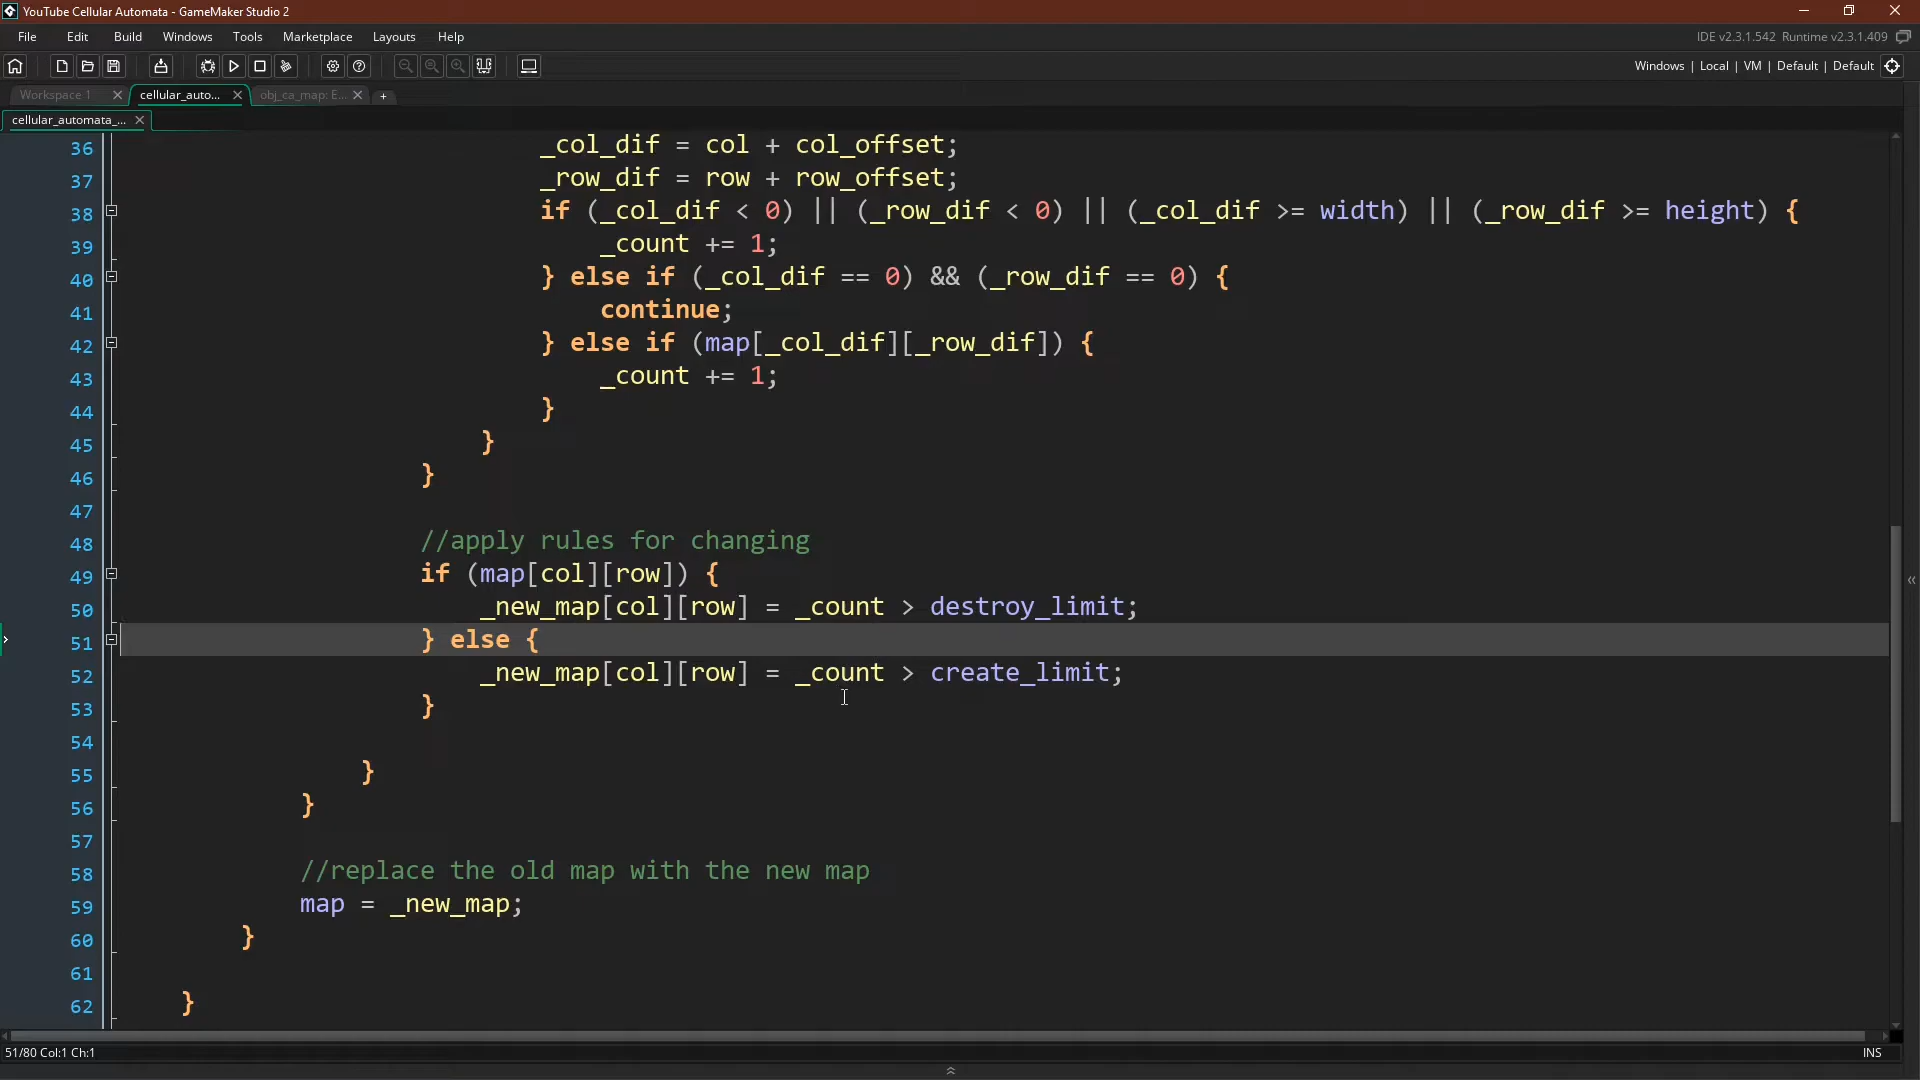 YouTube Cellular Automata - GameMaker Studio 2
File Edit Build Windows Tools Marketplace Layouts Help
IDE v2.3.1.542 Runtime v2.3.1.409
Windows | Local | VM | Default | Default
Workspace 1 cellular_auto... obj_ca_map: E... +
cellular_automata_...
36 _col_dif = col + col_offset;
37 _row_dif = row + row_offset;
38 if (_col_dif < 0) || (_row_dif < 0) || (_col_dif >= width) || (_row_dif >= height) {
39 _count += 1;
40 } else if (_col_dif == 0) && (_row_dif == 0) {
41 continue;
42 } else if (map[_col_dif][_row_dif]) {
43 _count += 1;
44 }
45 }
46 }
47
48 //apply rules for changing
49 if (map[col][row]) {
50 _new_map[col][row] = _count > destroy_limit;
51 } else {
52 _new_map[col][row] = _count > create_limit;
53 }
54
55 }
56 }
57
58 //replace the old map with the new map
59 map = _new_map;
60 }
61
62 }
51/80 Col:1 Ch:1
INS